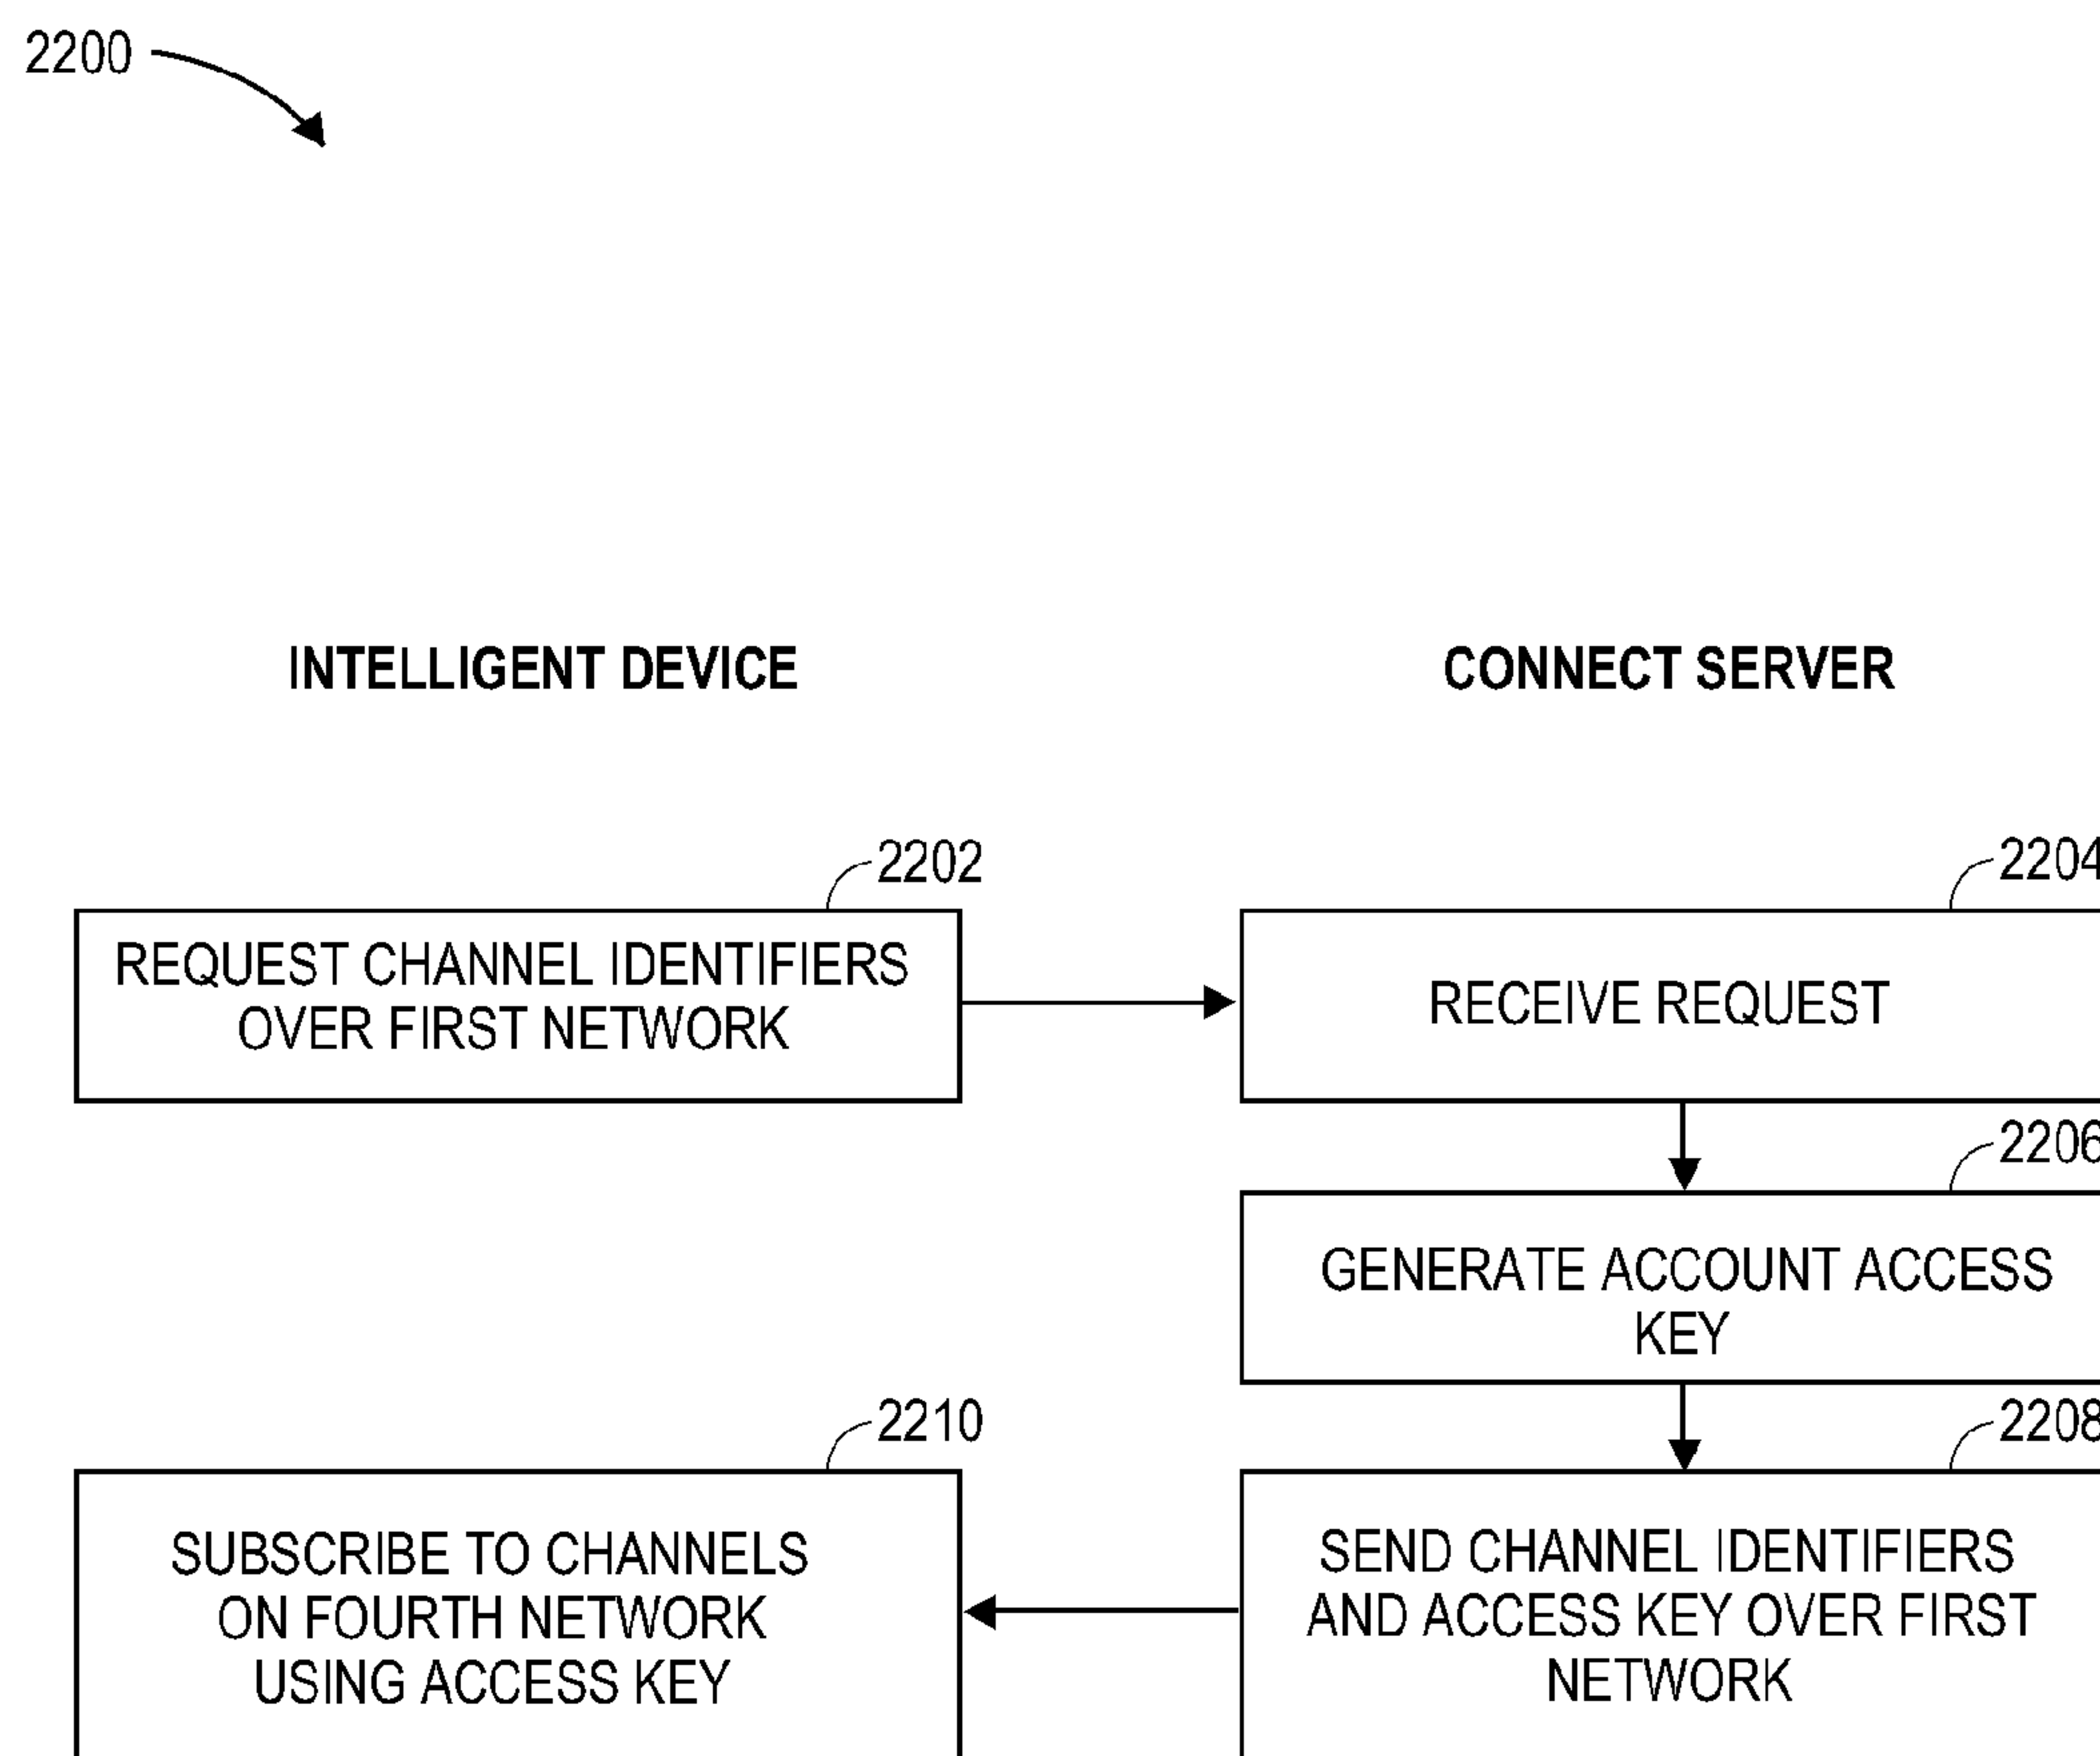 2200
INTELLIGENT DEVICE
CONNECT SERVER
2202
REQUEST CHANNEL IDENTIFIERS
OVER FIRST NETWORK
2204
RECEIVE REQUEST
2206
GENERATE ACCOUNT ACCESS
KEY
2208
SEND CHANNEL IDENTIFIERS
AND ACCESS KEY OVER FIRST
NETWORK
2210
SUBSCRIBE TO CHANNELS
ON FOURTH NETWORK
USING ACCESS KEY